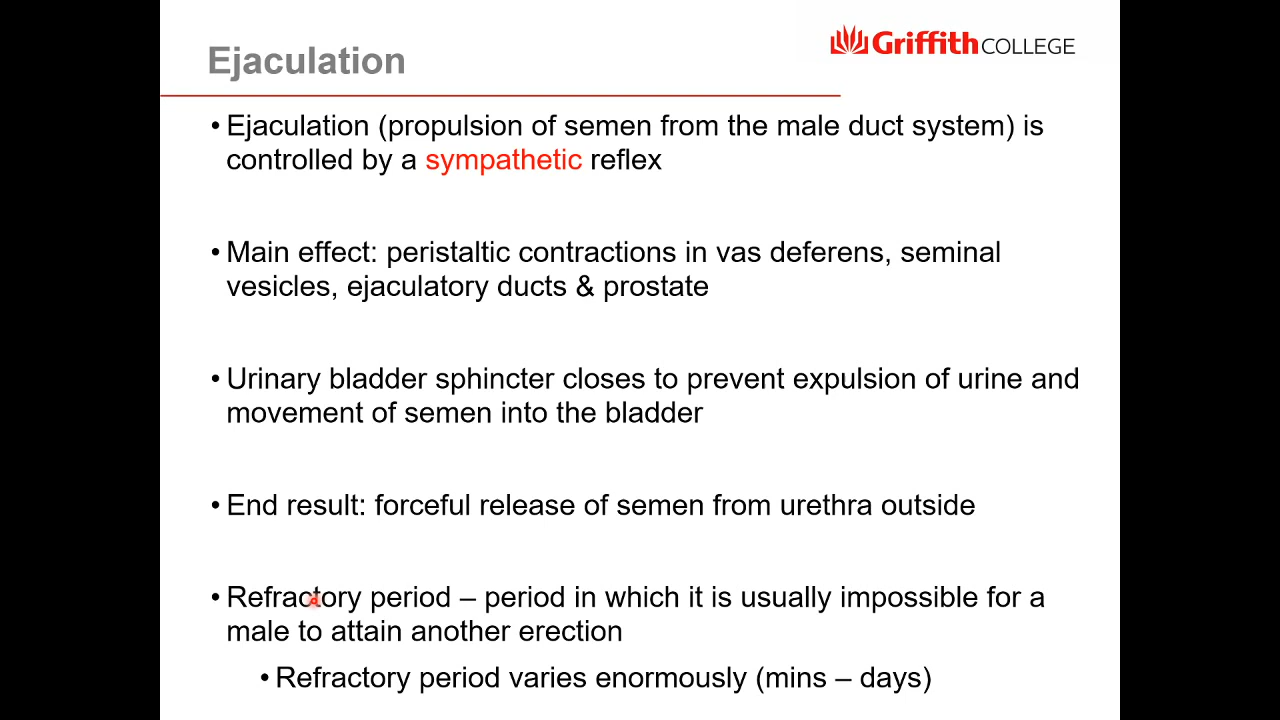 Ejaculation
Griffith COLLEGE
• Ejaculation (propulsion of semen from the male duct system) is
controlled by a sympathetic reflex
• Main effect: peristaltic contractions in vas deferens, seminal
vesicles, ejaculatory ducts & prostate
• Urinary bladder sphincter closes to prevent expulsion of urine and
movement of semen into the bladder
• End result: forceful release of semen from urethra outside
• Refractory period – period in which it is usually impossible for a
male to attain another erection
• Refractory period varies enormously (mins – days)